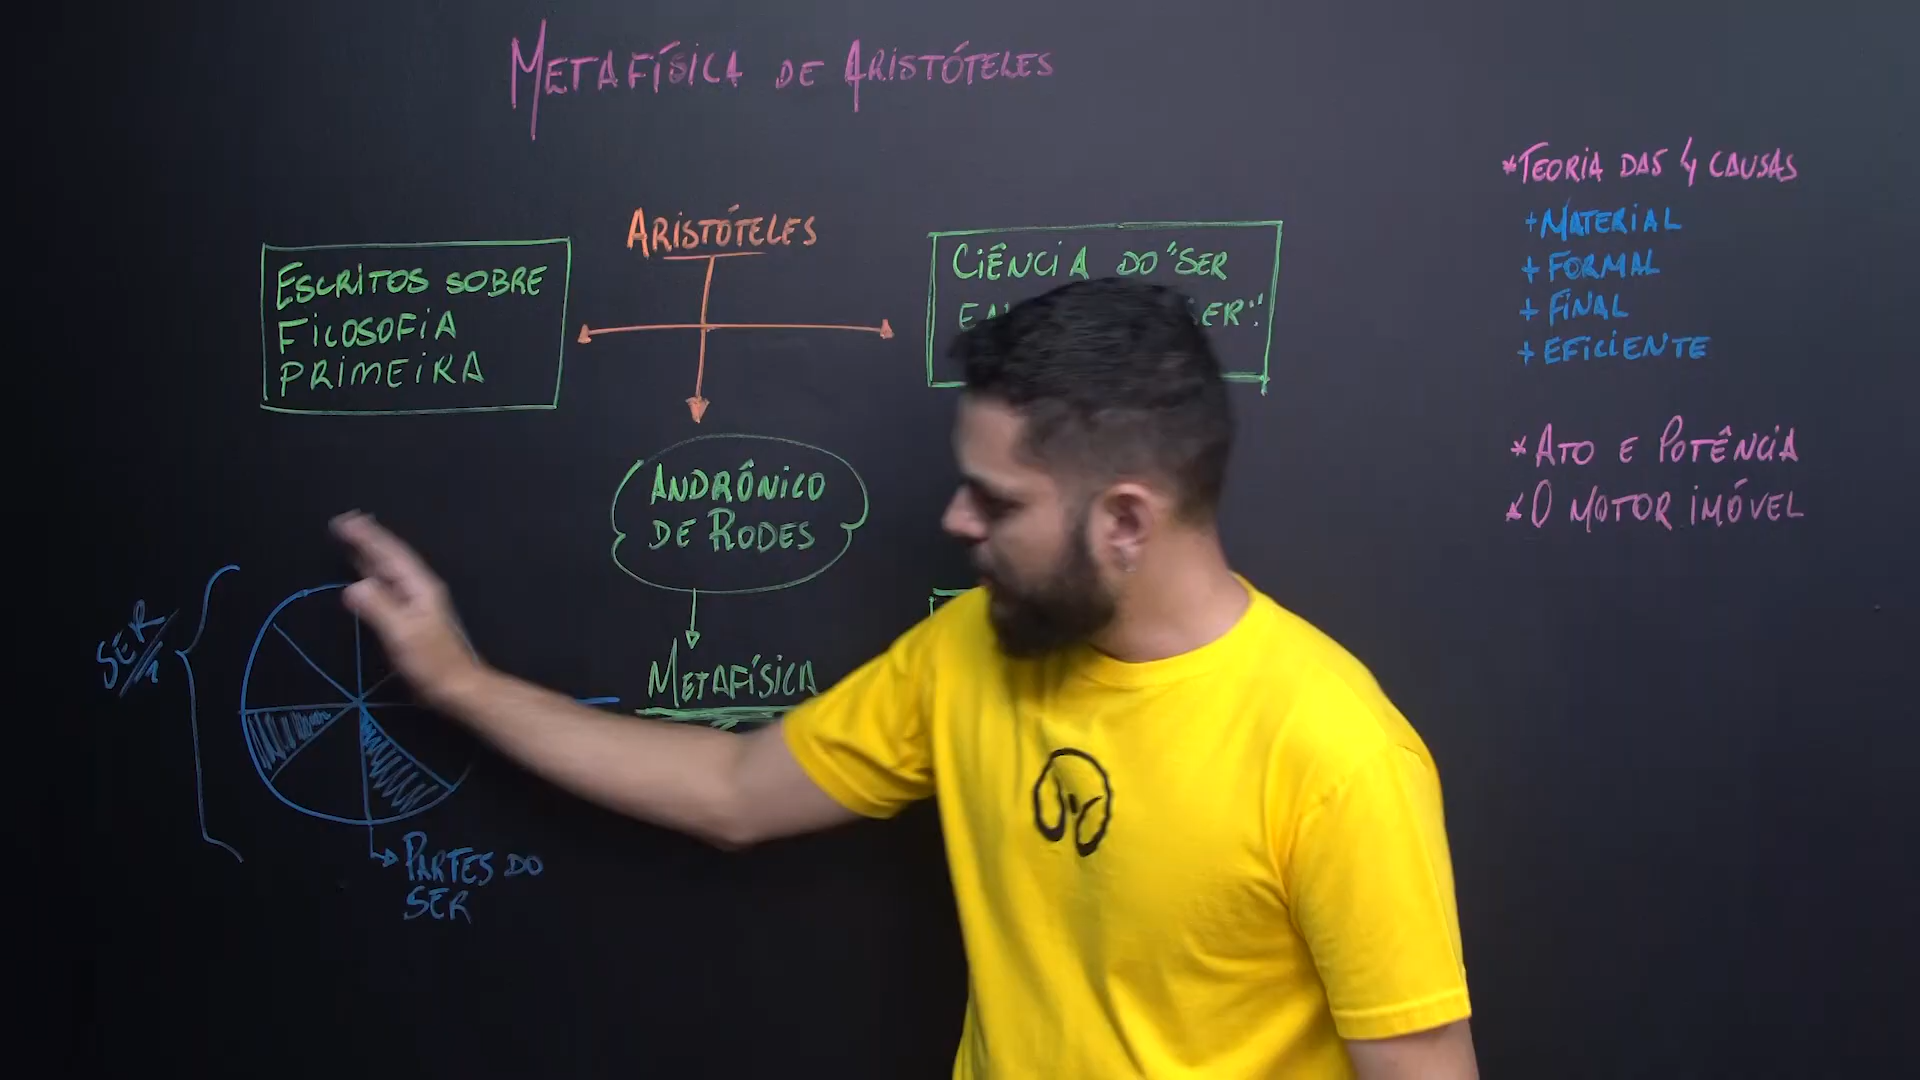 METAFÍSICA DE ARISTÓTELES
ARISTÓTELES
ESCRITOS SOBRE
FILOSOFIA
PRIMEIRA
CIÊNCIA DO "SER
SER".
ANDRÔNICO
DE RODES
METAFÍSICA
SER
PARTES DO
SER
*TEORIA DAS 4 CAUSAS
+MATERIAL
+ FORMAL
+ FINAL
+ EFICIENTE
*ATO E POTÊNCIA
*O MOTOR IMÓVEL